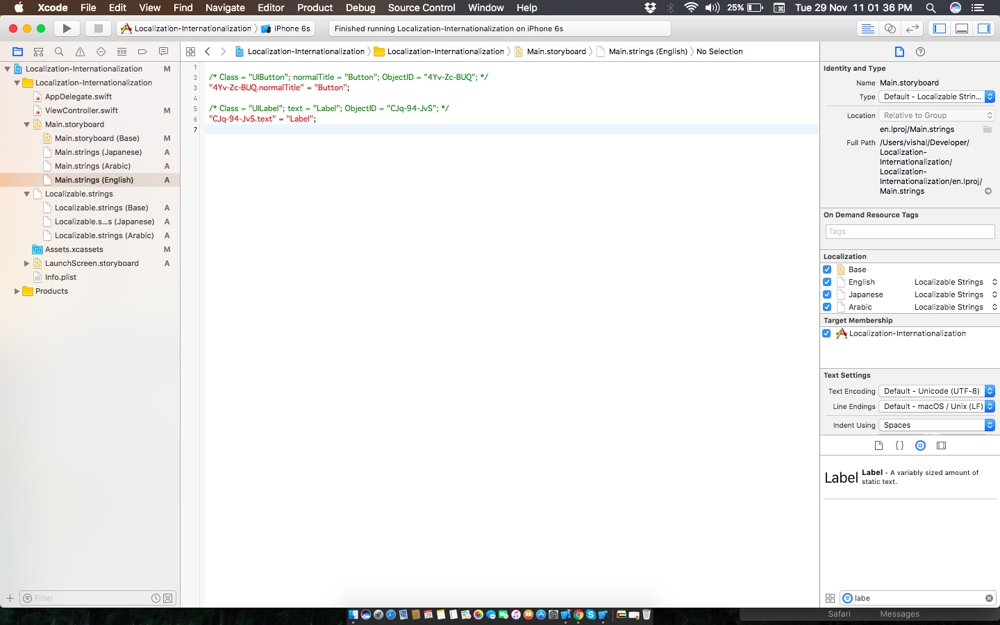 Xcode File Edit View Find Navigate Editor Product Debug Source Control Window Help 25% Tue 29 Nov 11 01 36 PM
Localization-Internationalization iPhone 6s Finished running Localization-Internationalization on iPhone 6s
Localization-Internationalization Localization-Internationalization Main.storyboard Main.strings (English) No Selection
Localization-Internationalization M
Localization-Internationalization
AppDelegate.swift
ViewController.swift M
Main.storyboard
Main.storyboard (Base) M
Main.strings (Japanese) A
Main.strings (Arabic) A
Main.strings (English) A
Localizable.strings
Localizable.strings (Base) A
Localizable.s...s (Japanese) A
Localizable.strings (Arabic) A
Assets.xcassets M
LaunchScreen.storyboard A
Info.plist
Products
Filter
1
2 /* Class = "UIButton"; normalTitle = "Button"; ObjectID = "4Yv-Zc-BUQ"; */
3 "4Yv-Zc-BUQ.normalTitle" = "Button";
4
5 /* Class = "UILabel"; text = "Label"; ObjectID = "CJq-94-JvS"; */
6 "CJq-94-JvS.text" = "Label";
7
Identity and Type
Name Main.storyboard
Type Default - Localizable Strin...
Location Relative to Group
en.lproj/Main.strings
Full Path /Users/vishal/Developer/
Localization-
Internationalization/
Localization-
Internationalization/en.lproj/
Main.strings
On Demand Resource Tags
Tags
Localization
Base
English Localizable Strings
Japanese Localizable Strings
Arabic Localizable Strings
Target Membership
Localization-Internationalization
Text Settings
Text Encoding Default - Unicode (UTF-8)
Line Endings Default - macOS / Unix (LF)
Indent Using Spaces
{}
Label Label - A variably sized amount of
static text.
labe
Safari Messages